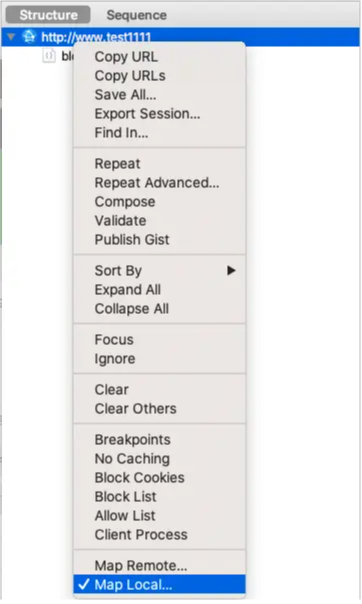 Structure Sequence
http://www.test1111
Copy URL
Copy URLs
Save All...
Export Session...
Find In...
Repeat
Repeat Advanced...
Compose
Validate
Publish Gist
Sort By
Expand All
Collapse All
Focus
Ignore
Clear
Clear Others
Breakpoints
No Caching
Block Cookies
Block List
Allow List
Client Process
Map Remote...
Map Local...